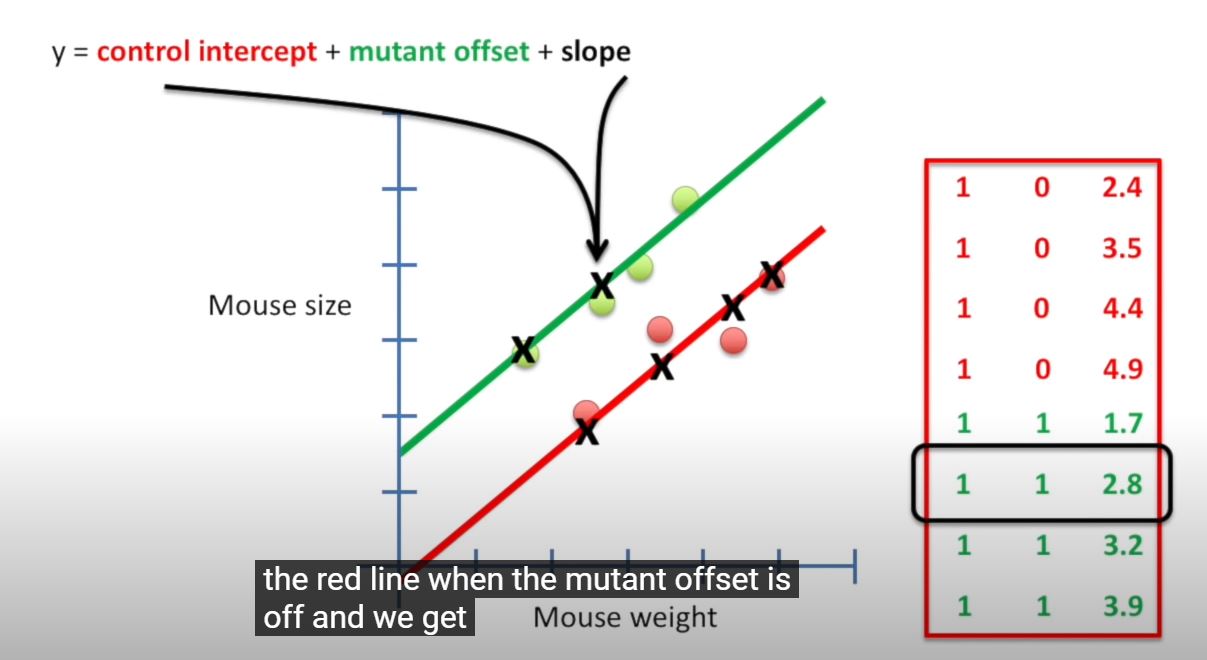 y = control intercept + mutant offset + slope
Mouse size
X
X
X
X
X
X
1 0 2.4
1 0 3.5
1 0 4.4
1 0 4.9
1 1 1.7
1 1 2.8
1 1 3.2
1 1 3.9
the red line when the mutant offset is
off and we get
Mouse weight